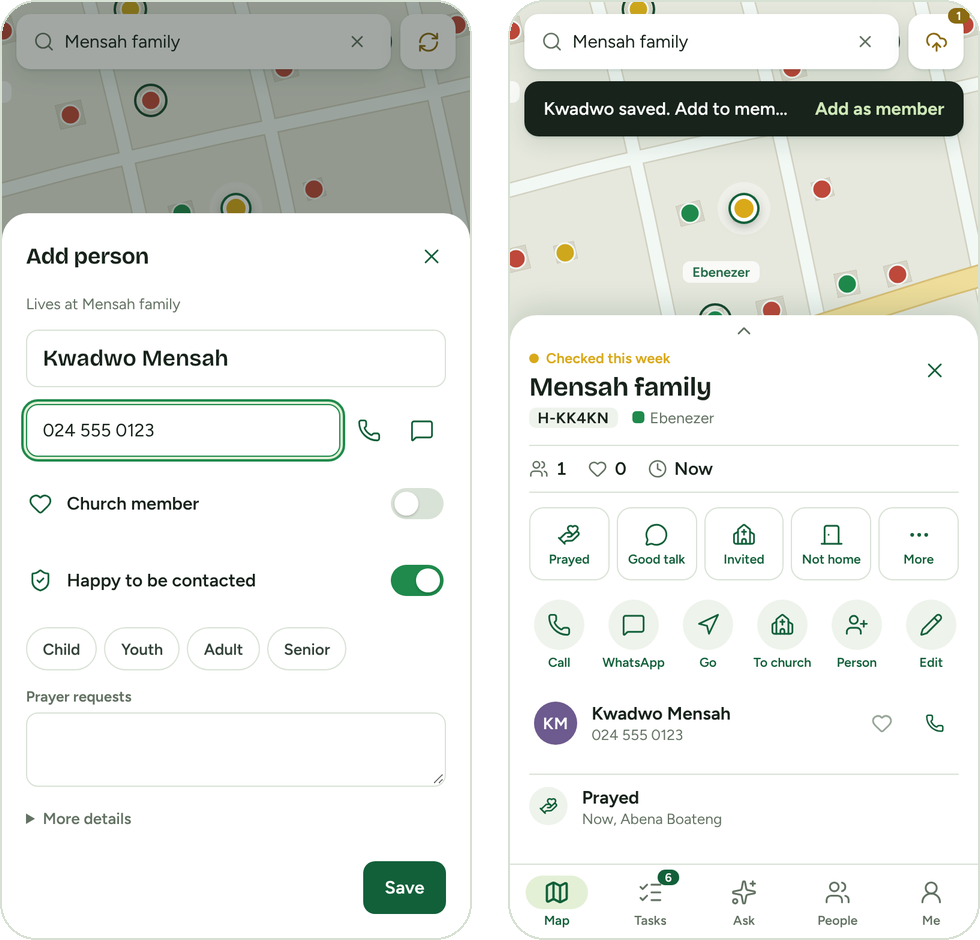 Mensah family
Add person
Lives at Mensah family
Kwadwo Mensah
024 555 0123
Church member
Happy to be contacted
Child
Youth
Adult
Senior
Prayer requests
More details
Save
Mensah family
1
Kwadwo saved. Add to mem...
Add as member
Ebenezer
Checked this week
Mensah family
H-KK4KN
Ebenezer
1
0
Now
Prayed
Good talk
Invited
Not home
More
Call
WhatsApp
Go
To church
Person
Edit
KM
Kwadwo Mensah
024 555 0123
Prayed
Now, Abena Boateng
6
Map
Tasks
Ask
People
Me